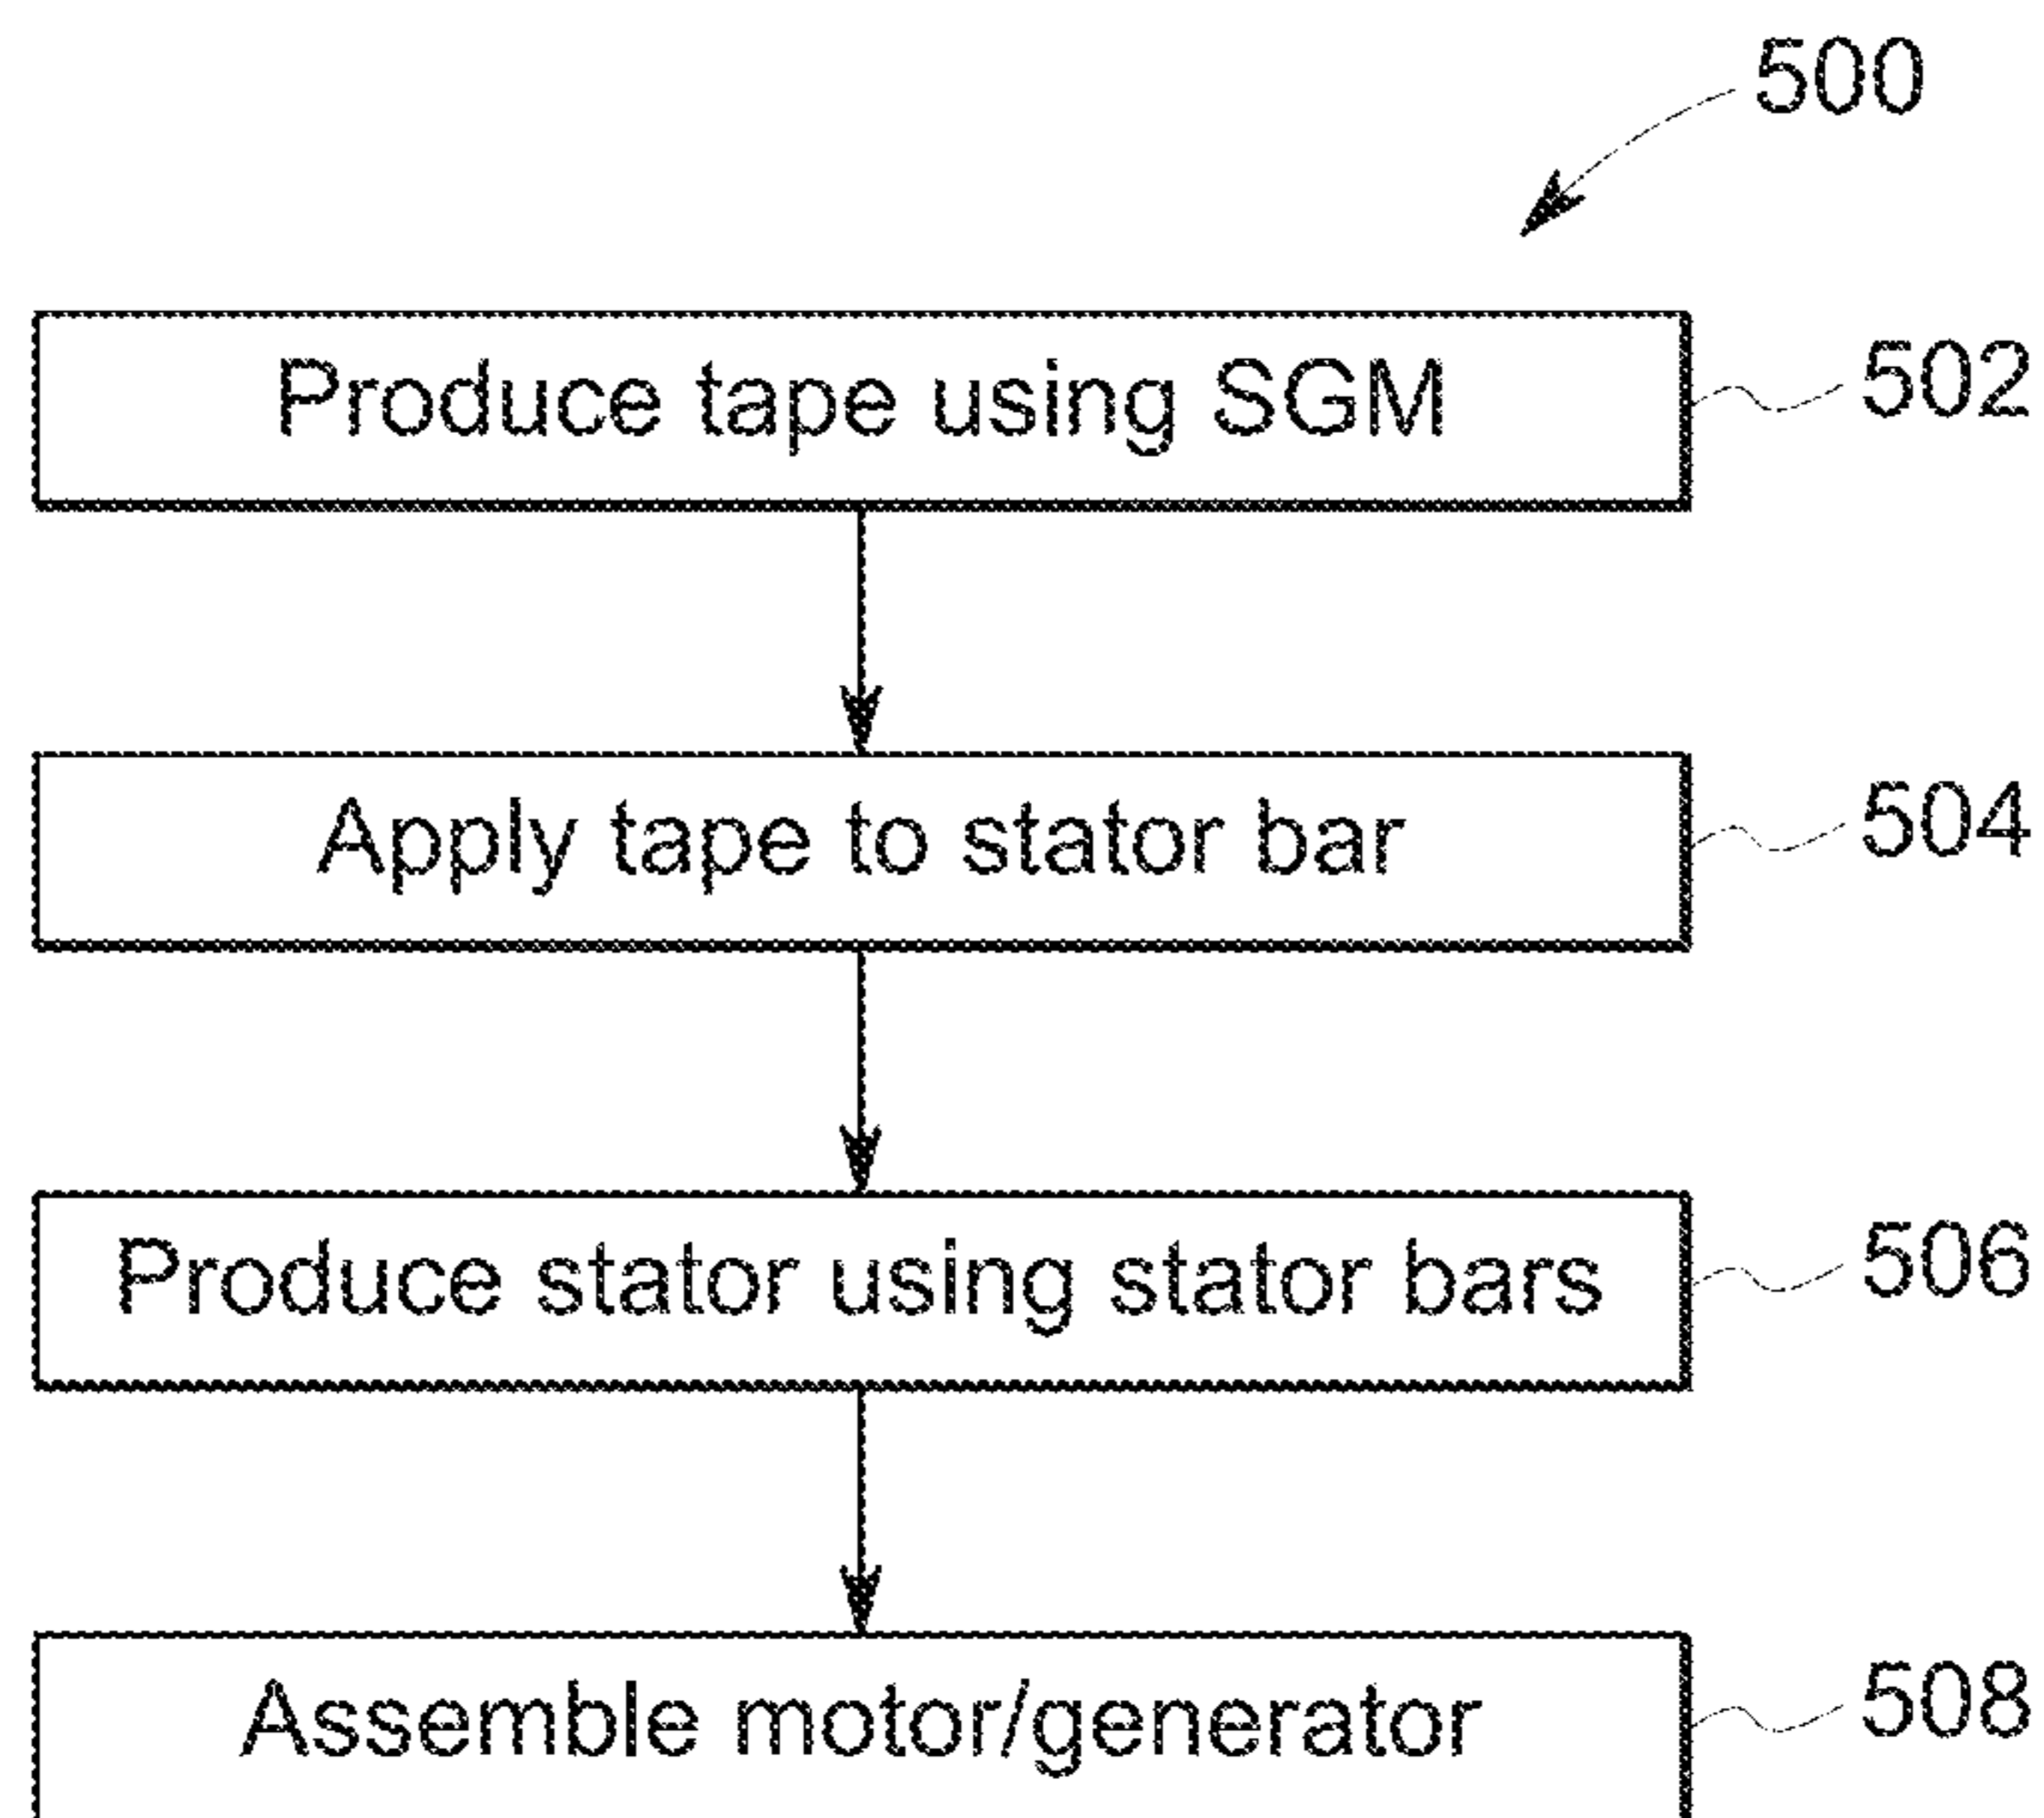 500
Produce tape using SGM 502
Apply tape to stator bar 504
Produce stator using stator bars 506
Assemble motor/generator 508